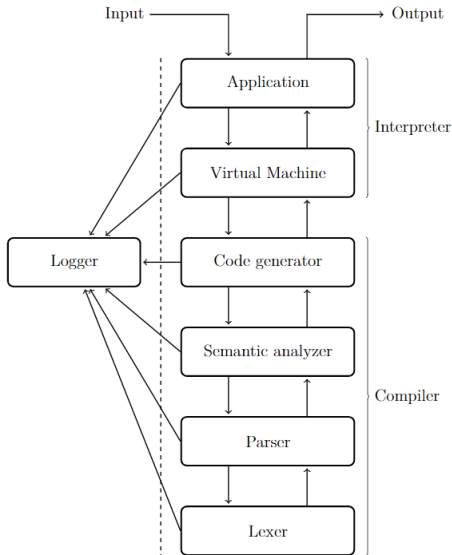 Input
Output
Application
Interpreter
Virtual Machine
Logger
Code generator
Semantic analyzer
Compiler
Parser
Lexer